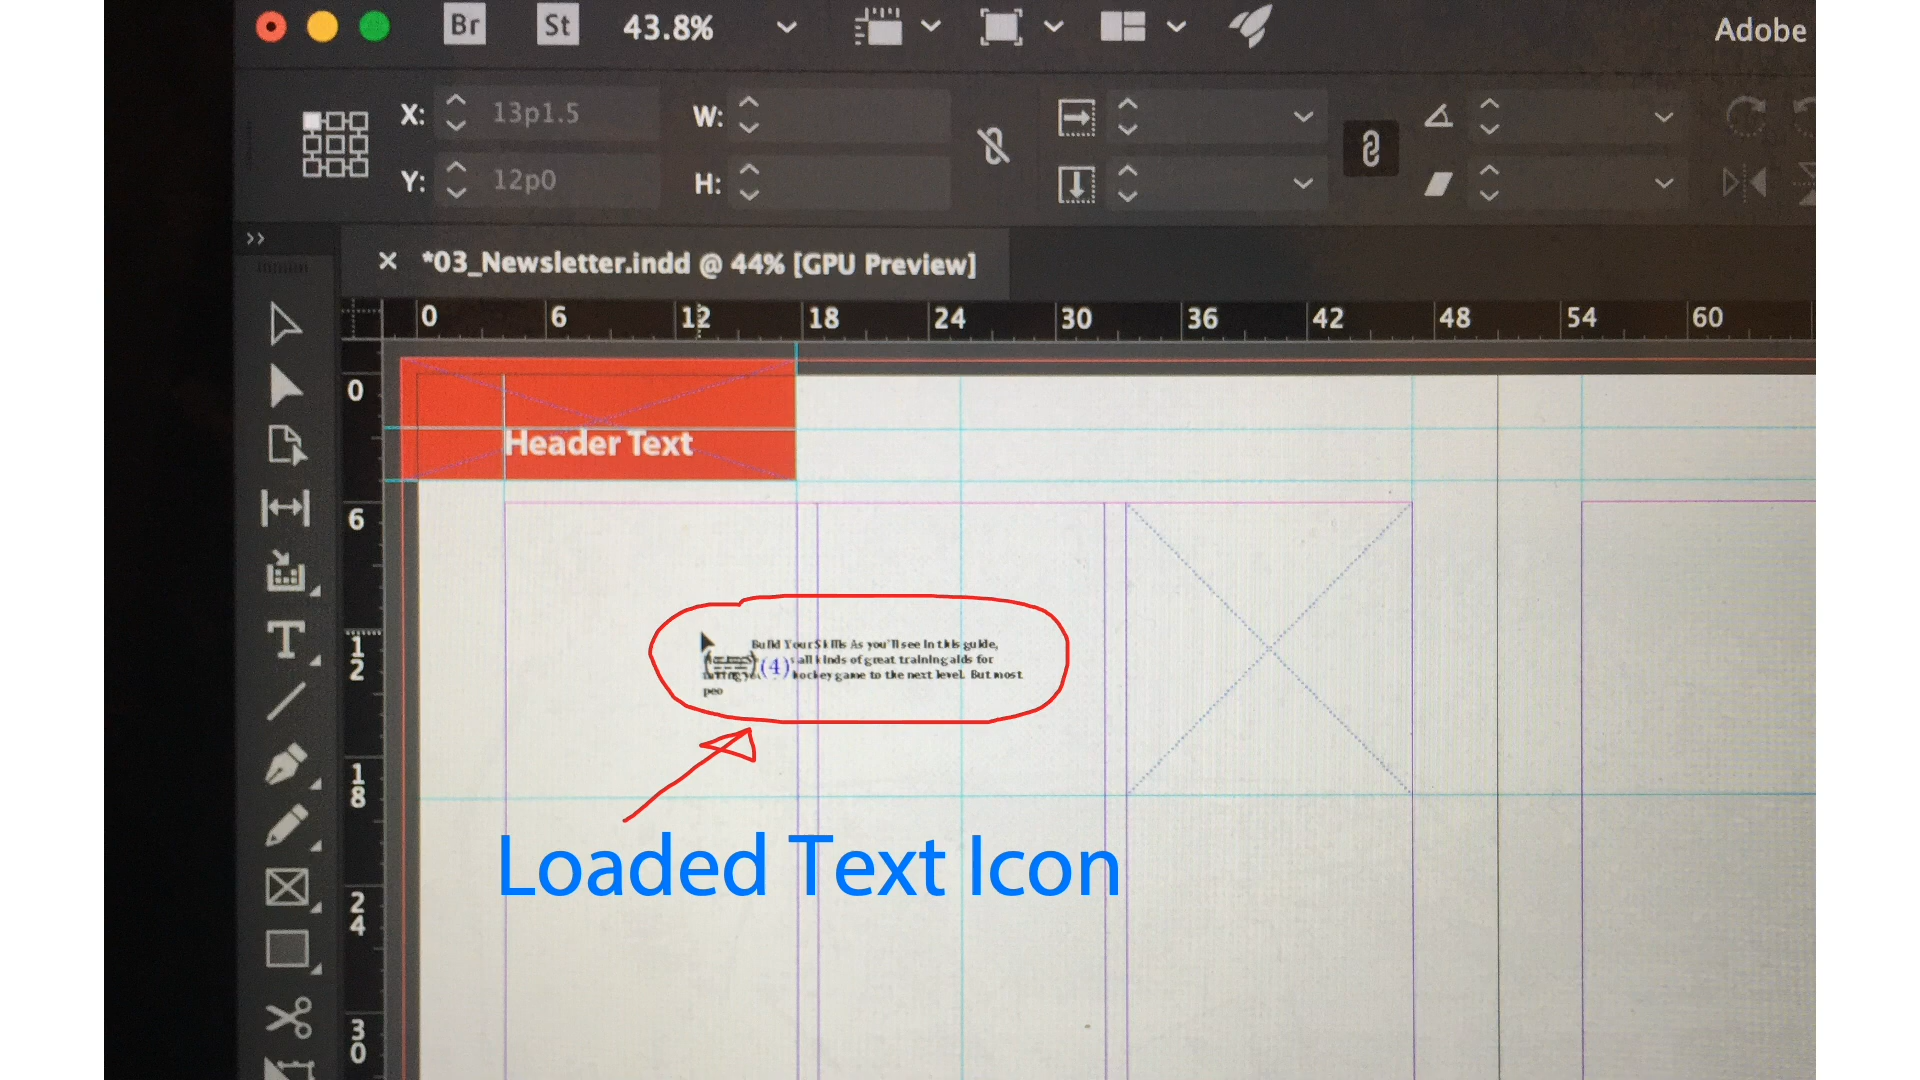 Br St 43.8% Adobe
X: 13p1.5 W:
Y: 12p0 H:
*03_Newsletter.indd @ 44% [GPU Preview]
0 6 12 18 24 30 36 42 48 54 60
0
Header Text
6
Build Your Skills As you'll see in this guide,
12
(4) all kinds of great training aids for
hockey game to the next level. But most
peo
18
Loaded Text Icon
24
30